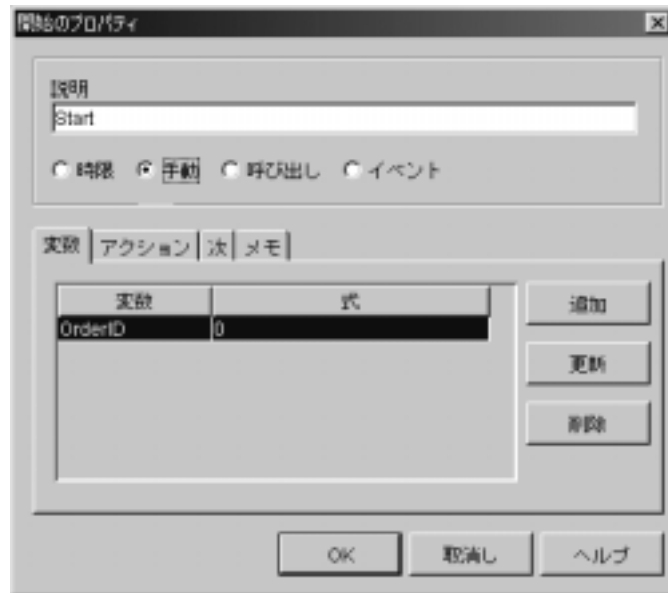 開始のプロパティ
説明
Start
時限 手動 呼び出し イベント
変数 アクション 次 メモ
変数 式
OrderID 0
追加
更新
削除
OK 取消し ヘルプ